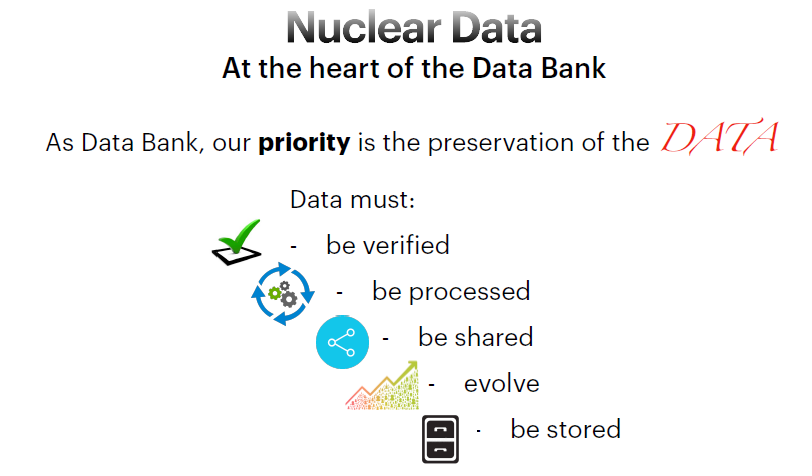 Nuclear Data
At the heart of the Data Bank
As Data Bank, our priority is the preservation of the DATA
Data must:
- be verified
- be processed
- be shared
- evolve
- be stored